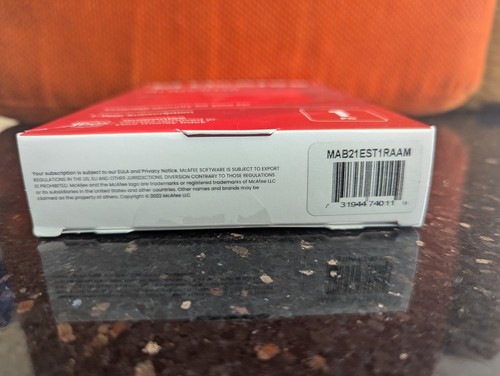 1
PC
Your subscription is subject to our EULA and Privacy Notice. McAFEE SOFTWARE IS SUBJECT TO EXPORT
REGULATIONS IN THE US, EU AND OTHER JURISDICTIONS. DIVERSION CONTRARY TO THOSE REGULATIONS
IS PROHIBITED. McAfee and the McAfee logo are trademarks or registered trademarks of McAfee LLC
or its subsidiaries in the United States and other countries. Other names and brands may be
claimed as the property of others. Copyright © 2022 McAfee LLC
MAB21EST1RAAM
7 31944 74011